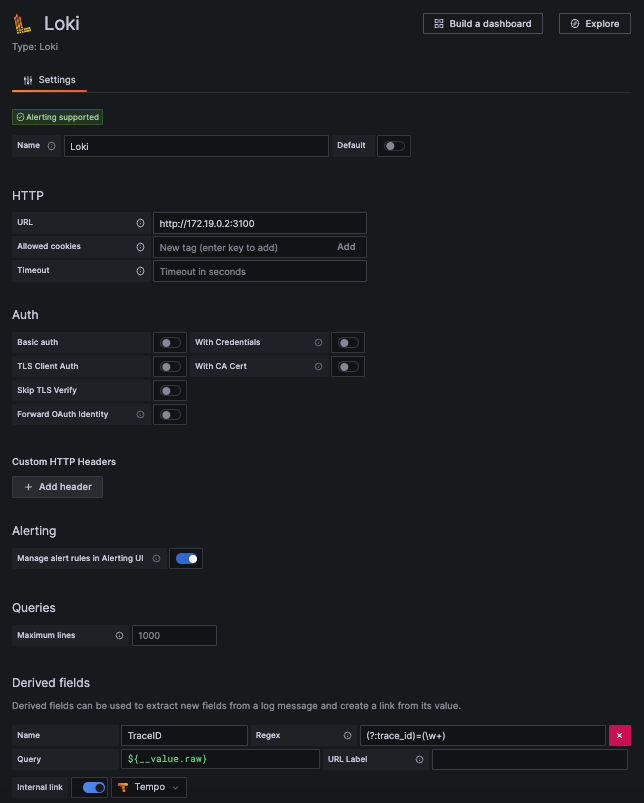 Loki
Build a dashboard
Explore
Type: Loki
Settings
Alerting supported
Name
Loki
Default
HTTP
URL
http://172.19.0.2:3100
Allowed cookies
New tag (enter key to add)
Add
Timeout
Timeout in seconds
Auth
Basic auth
With Credentials
TLS Client Auth
With CA Cert
Skip TLS Verify
Forward OAuth Identity
Custom HTTP Headers
+ Add header
Alerting
Manage alert rules in Alerting UI
Queries
Maximum lines
1000
Derived fields
Derived fields can be used to extract new fields from a log message and create a link from its value.
Name
TraceID
Regex
(?:trace_id)=(\w+)
Query
${__value.raw}
URL Label
Internal link
Tempo